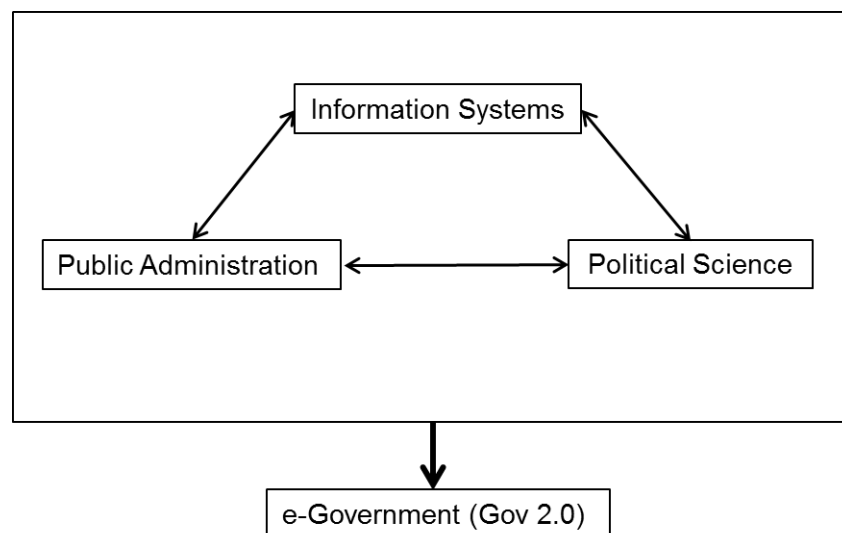 Information Systems
Public Administration
Political Science
e-Government (Gov 2.0)